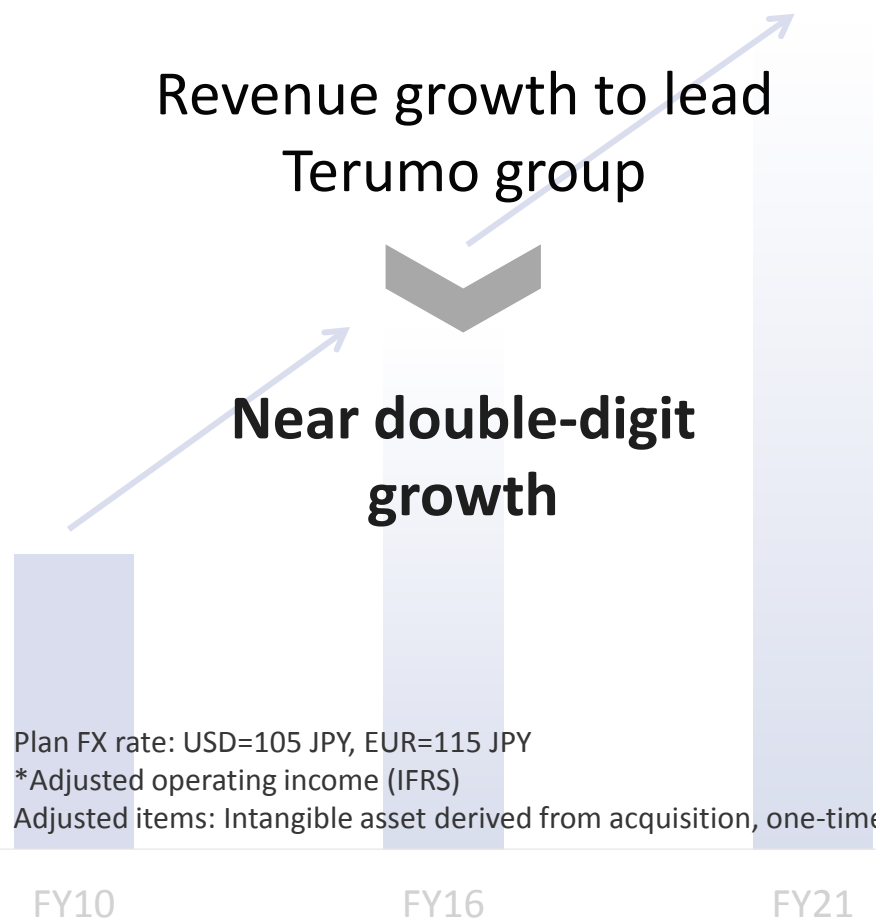 Revenue growth to lead
Terumo group
Near double-digit
growth
Plan FX rate: USD=105 JPY, EUR=115 JPY
*Adjusted operating income (IFRS)
Adjusted items: Intangible asset derived from acquisition, one-time
FY10 FY16 FY21